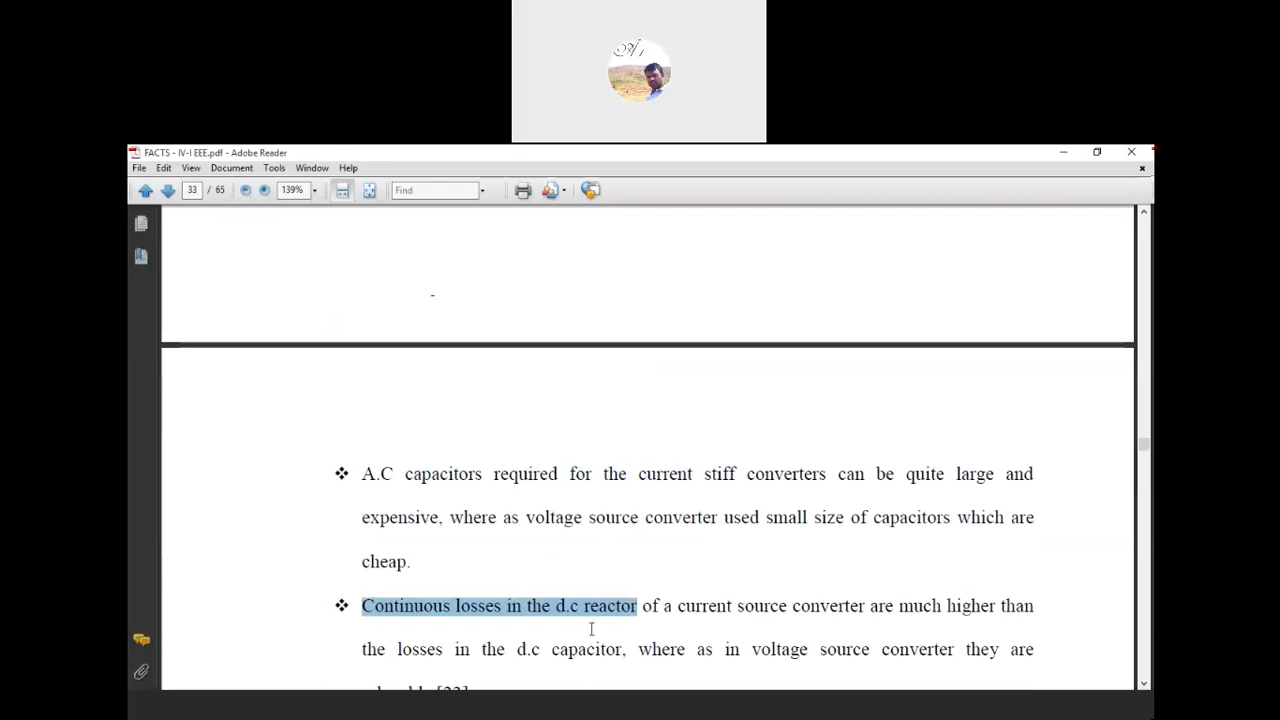 FACTS - IV-I EEE.pdf - Adobe Reader
File Edit View Document Tools Window Help
33 / 65 139% Find
-
❖ A.C capacitors required for the current stiff converters can be quite large and
expensive, where as voltage source converter used small size of capacitors which are
cheap.
❖ Continuous losses in the d.c reactor of a current source converter are much higher than
the losses in the d.c capacitor, where as in voltage source converter they are